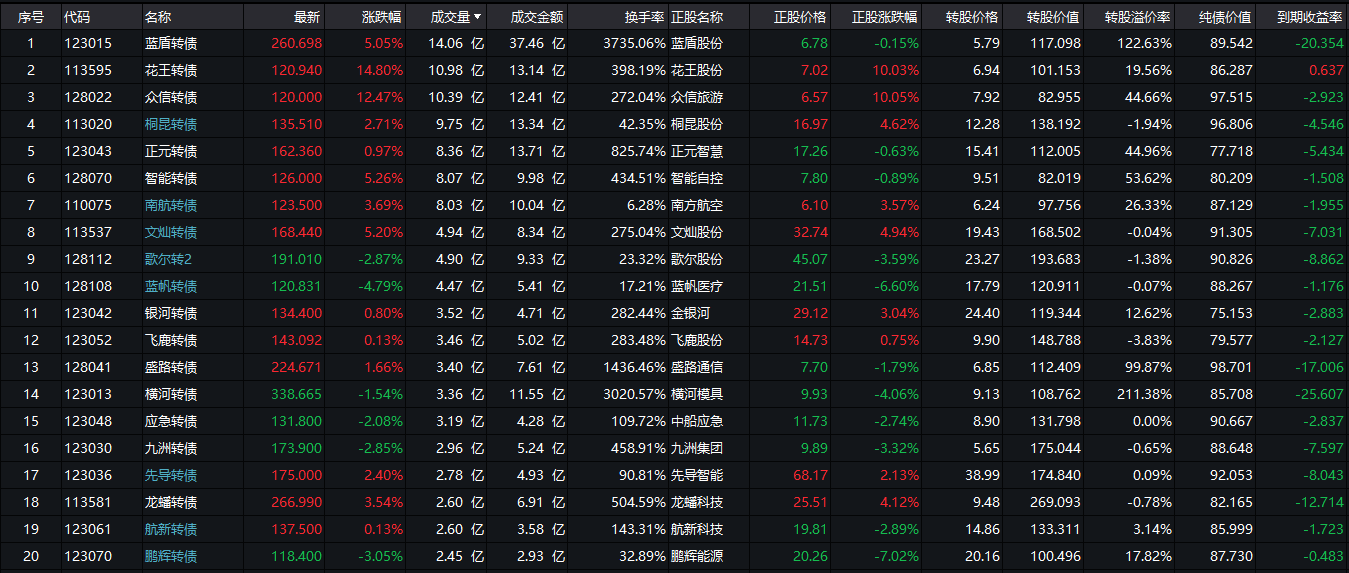 序号 代码 名称 最新 涨跌幅 成交量 成交金额 换手率 正股名称 正股价格 正股涨跌幅 转股价格 转股价值 转股溢价率 纯债价值 到期收益率
1 123015 蓝盾转债 260.698 5.05% 14.06 亿 37.46 亿 3735.06% 蓝盾股份 6.78 -0.15% 5.79 117.098 122.63% 89.542 -20.354
2 113595 花王转债 120.940 14.80% 10.98 亿 13.14 亿 398.19% 花王股份 7.02 10.03% 6.94 101.153 19.56% 86.287 0.637
3 128022 众信转债 120.000 12.47% 10.39 亿 12.41 亿 272.04% 众信旅游 6.57 10.05% 7.92 82.955 44.66% 97.515 -2.923
4 113020 桐昆转债 135.510 2.71% 9.75 亿 13.34 亿 42.35% 桐昆股份 16.97 4.62% 12.28 138.192 -1.94% 96.806 -4.546
5 123043 正元转债 162.360 0.97% 8.36 亿 13.71 亿 825.74% 正元智慧 17.26 -0.63% 15.41 112.005 44.96% 77.718 -5.434
6 128070 智能转债 126.000 5.26% 8.07 亿 9.98 亿 434.51% 智能自控 7.80 -0.89% 9.51 82.019 53.62% 80.209 -1.508
7 110075 南航转债 123.500 3.69% 8.03 亿 10.04 亿 6.28% 南方航空 6.10 3.57% 6.24 97.756 26.33% 87.129 -1.955
8 113537 文灿转债 168.440 5.20% 4.94 亿 8.34 亿 275.04% 文灿股份 32.74 4.94% 19.43 168.502 -0.04% 91.305 -7.031
9 128112 歌尔转2 191.010 -2.87% 4.90 亿 9.33 亿 23.32% 歌尔股份 45.07 -3.59% 23.27 193.683 -1.38% 90.826 -8.862
10 128108 蓝帆转债 120.831 -4.79% 4.47 亿 5.41 亿 17.21% 蓝帆医疗 21.51 -6.60% 17.79 120.911 -0.07% 88.267 -1.176
11 123042 银河转债 134.400 0.80% 3.52 亿 4.71 亿 282.44% 金银河 29.12 3.04% 24.40 119.344 12.62% 75.153 -2.883
12 123052 飞鹿转债 143.092 0.13% 3.46 亿 5.02 亿 283.48% 飞鹿股份 14.73 0.75% 9.90 148.788 -3.83% 79.577 -2.127
13 128041 盛路转债 224.671 1.66% 3.40 亿 7.61 亿 1436.46% 盛路通信 7.70 -1.79% 6.85 112.409 99.87% 98.701 -17.006
14 123013 横河转债 338.665 -1.54% 3.36 亿 11.55 亿 3020.57% 横河模具 9.93 -4.06% 9.13 108.762 211.38% 85.708 -25.607
15 123048 应急转债 131.800 -2.08% 3.19 亿 4.28 亿 109.72% 中船应急 11.73 -2.74% 8.90 131.798 0.00% 90.667 -2.837
16 123030 九洲转债 173.900 -2.85% 2.96 亿 5.24 亿 458.91% 九洲集团 9.89 -3.32% 5.65 175.044 -0.65% 88.648 -7.597
17 123036 先导转债 175.000 2.40% 2.78 亿 4.93 亿 90.81% 先导智能 68.17 2.13% 38.99 174.840 0.09% 92.053 -8.043
18 113581 龙蟠转债 266.990 3.54% 2.60 亿 6.91 亿 504.59% 龙蟠科技 25.51 4.12% 9.48 269.093 -0.78% 82.165 -12.714
19 123061 航新转债 137.500 0.13% 2.60 亿 3.58 亿 143.31% 航新科技 19.81 -2.89% 14.86 133.311 3.14% 85.999 -1.723
20 123070 鹏辉转债 118.400 -3.05% 2.45 亿 2.93 亿 32.89% 鹏辉能源 20.26 -7.02% 20.16 100.496 17.82% 87.730 -0.483